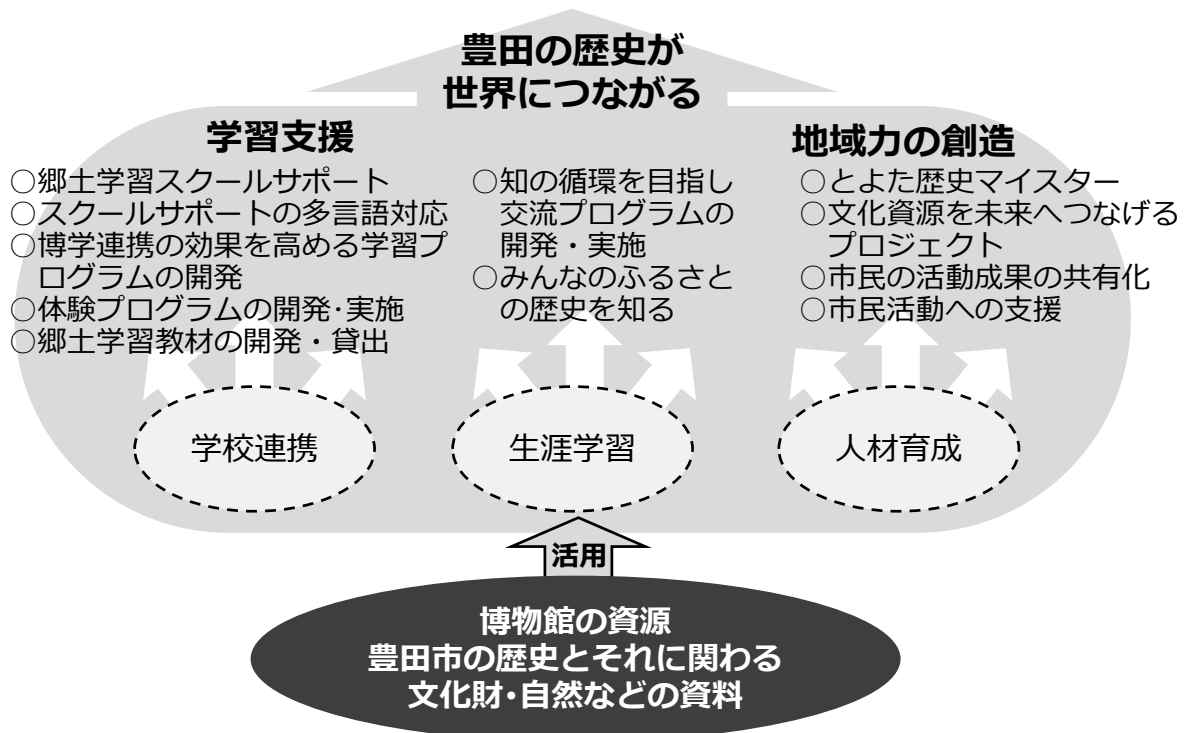 豊田の歴史が
世界につながる
学習支援
○郷土学習スクールサポート
○スクールサポートの多言語対応
○博学連携の効果を高める学習プ
ログラムの開発
○体験プログラムの開発･実施
○郷土学習教材の開発・貸出
○知の循環を目指し
交流プログラムの
開発・実施
○みんなのふるさと
の歴史を知る
地域力の創造
○とよた歴史マイスター
○文化資源を未来へつなげる
プロジェクト
○市民の活動成果の共有化
○市民活動への支援
学校連携
生涯学習
人材育成
活用
博物館の資源
豊田市の歴史とそれに関わる
文化財･自然などの資料